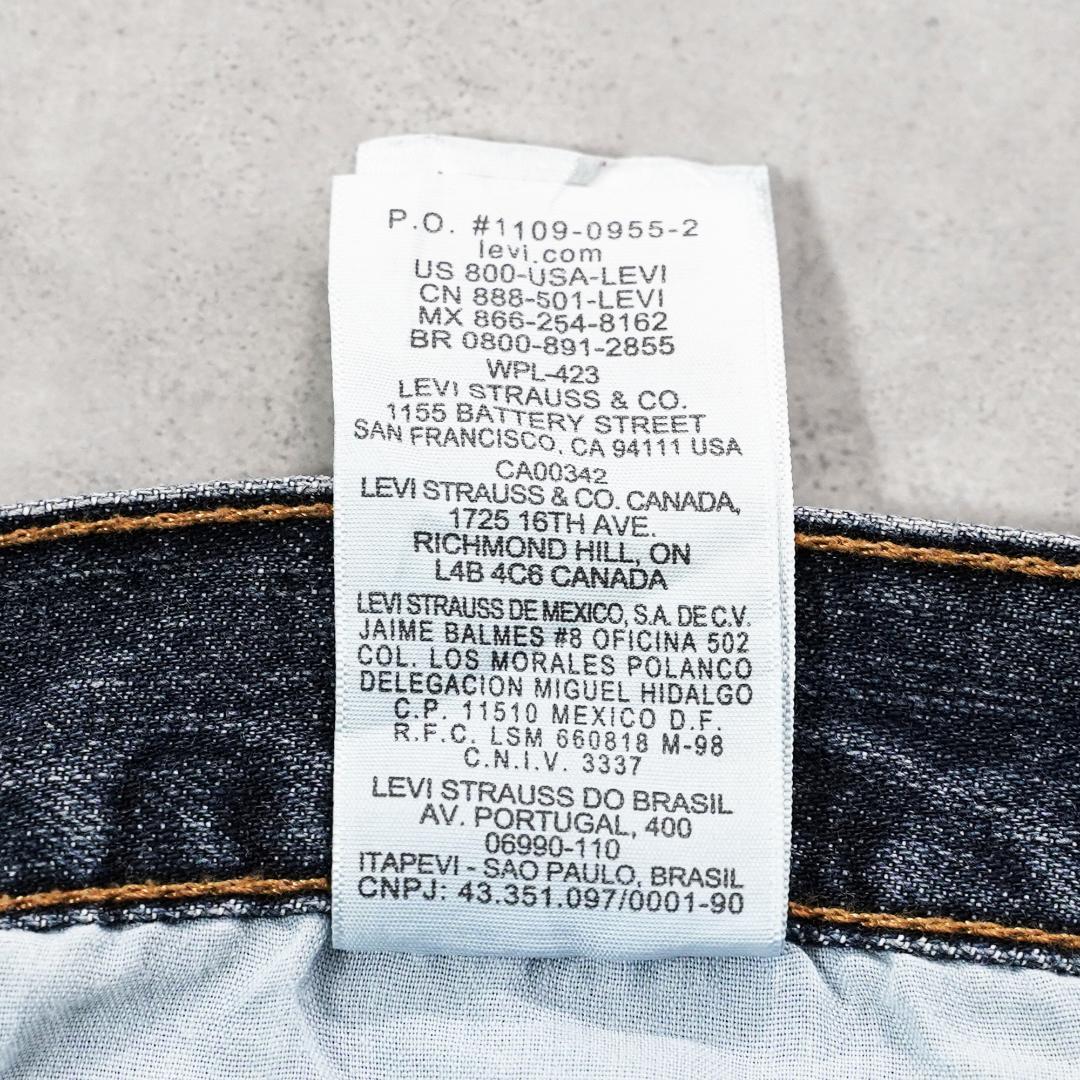 P.O. #1109-0955-2
levi.com
US 800-USA-LEVI
CN 888-501-LEVI
MX 866-254-8162
BR 0800-891-2855
WPL-423
LEVI STRAUSS & CO.
1155 BATTERY STREET
SAN FRANCISCO, CA 94111 USA
CA00342
LEVI STRAUSS & CO. CANADA,
1725 16TH AVE.
RICHMOND HILL, ON
L4B 4C6 CANADA
LEVI STRAUSS DE MEXICO, S.A. DE C.V.
JAIME BALMES #8 OFICINA 502
COL. LOS MORALES POLANCO
DELEGACION MIGUEL HIDALGO
C.P. 11510 MEXICO D.F.
R.F.C. LSM 660818 M-98
C.N.I.V. 3337
LEVI STRAUSS DO BRASIL
AV. PORTUGAL, 400
06990-110
ITAPEVI - SAO PAULO, BRASIL
CNPJ: 43.351.097/0001-90